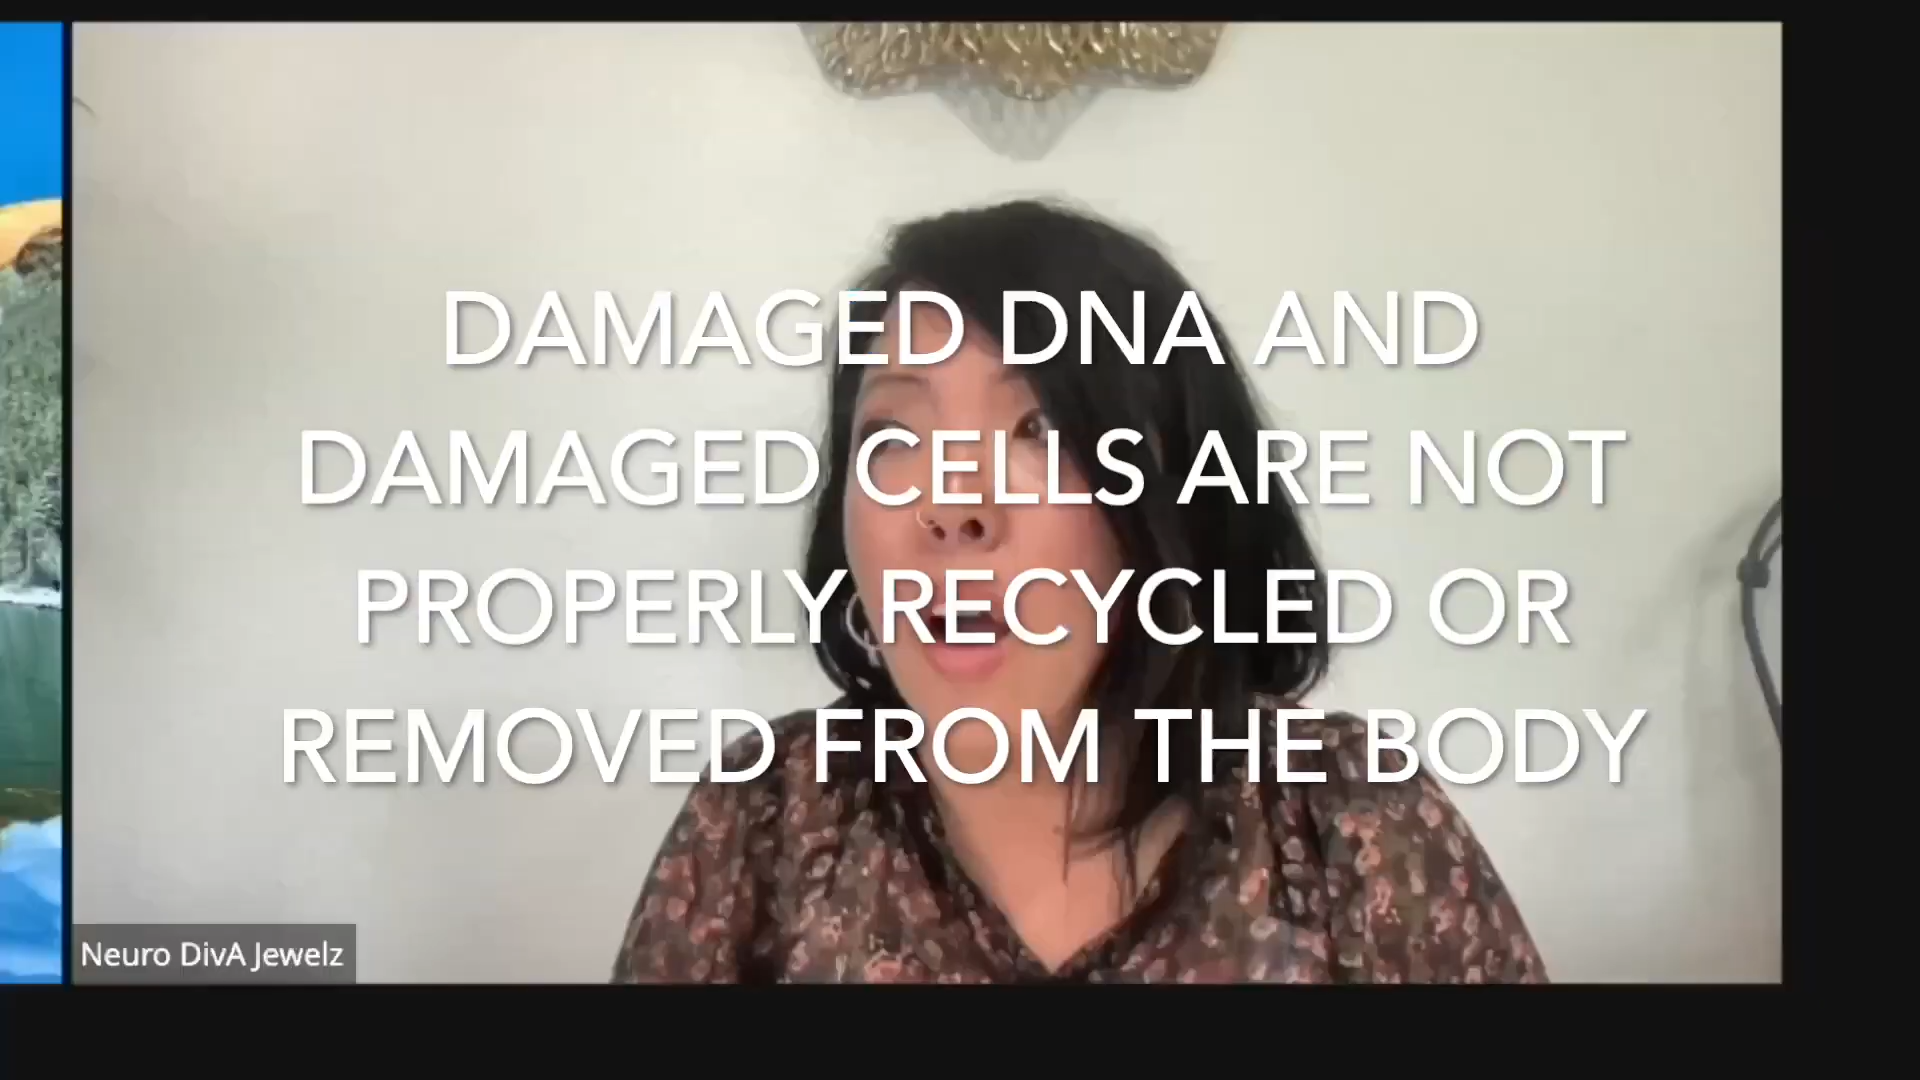 DAMAGED DNA AND
DAMAGED CELLS ARE NOT
PROPERLY RECYCLED OR
REMOVED FROM THE BODY
Neuro DivA Jewelz